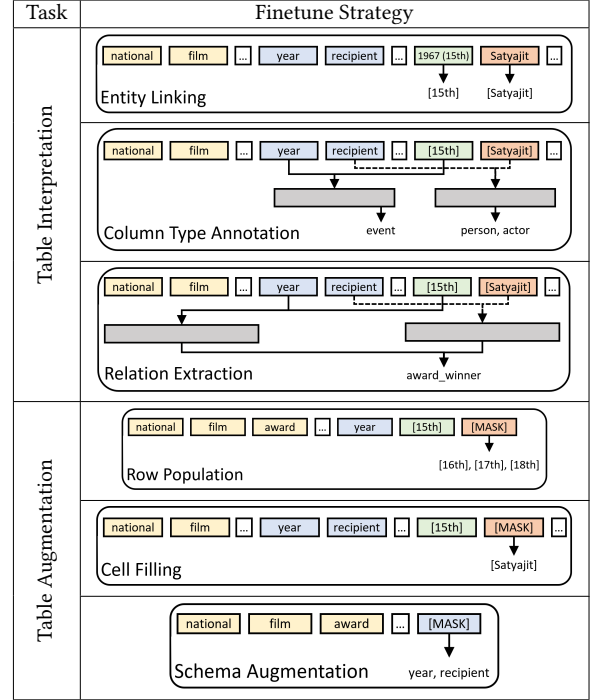 Task Finetune Strategy
Table Interpretation
national film ... year recipient ... 1967 (15th) Satyajit ...
[15th] [Satyajit]
Entity Linking
national film ... year recipient ... [15th] [Satyajit] ...
Column Type Annotation
event person, actor
national film ... year recipient ... [15th] [Satyajit] ...
Relation Extraction
award_winner
Table Augmentation
national film award ... year [15th] [MASK]
[16th], [17th], [18th]
Row Population
national film ... year recipient ... [15th] [MASK] ...
[Satyajit]
Cell Filling
national film award ... [MASK]
Schema Augmentation year, recipient